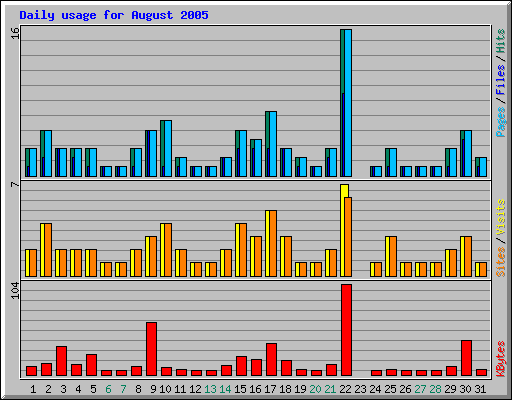 Daily usage for August 2005
16
Pages / Files / Hits
7
Sites / Visits
104
KBytes
1 2 3 4 5 6 7 8 9 10 11 12 13 14 15 16 17 18 19 20 21 22 23 24 25 26 27 28 29 30 31